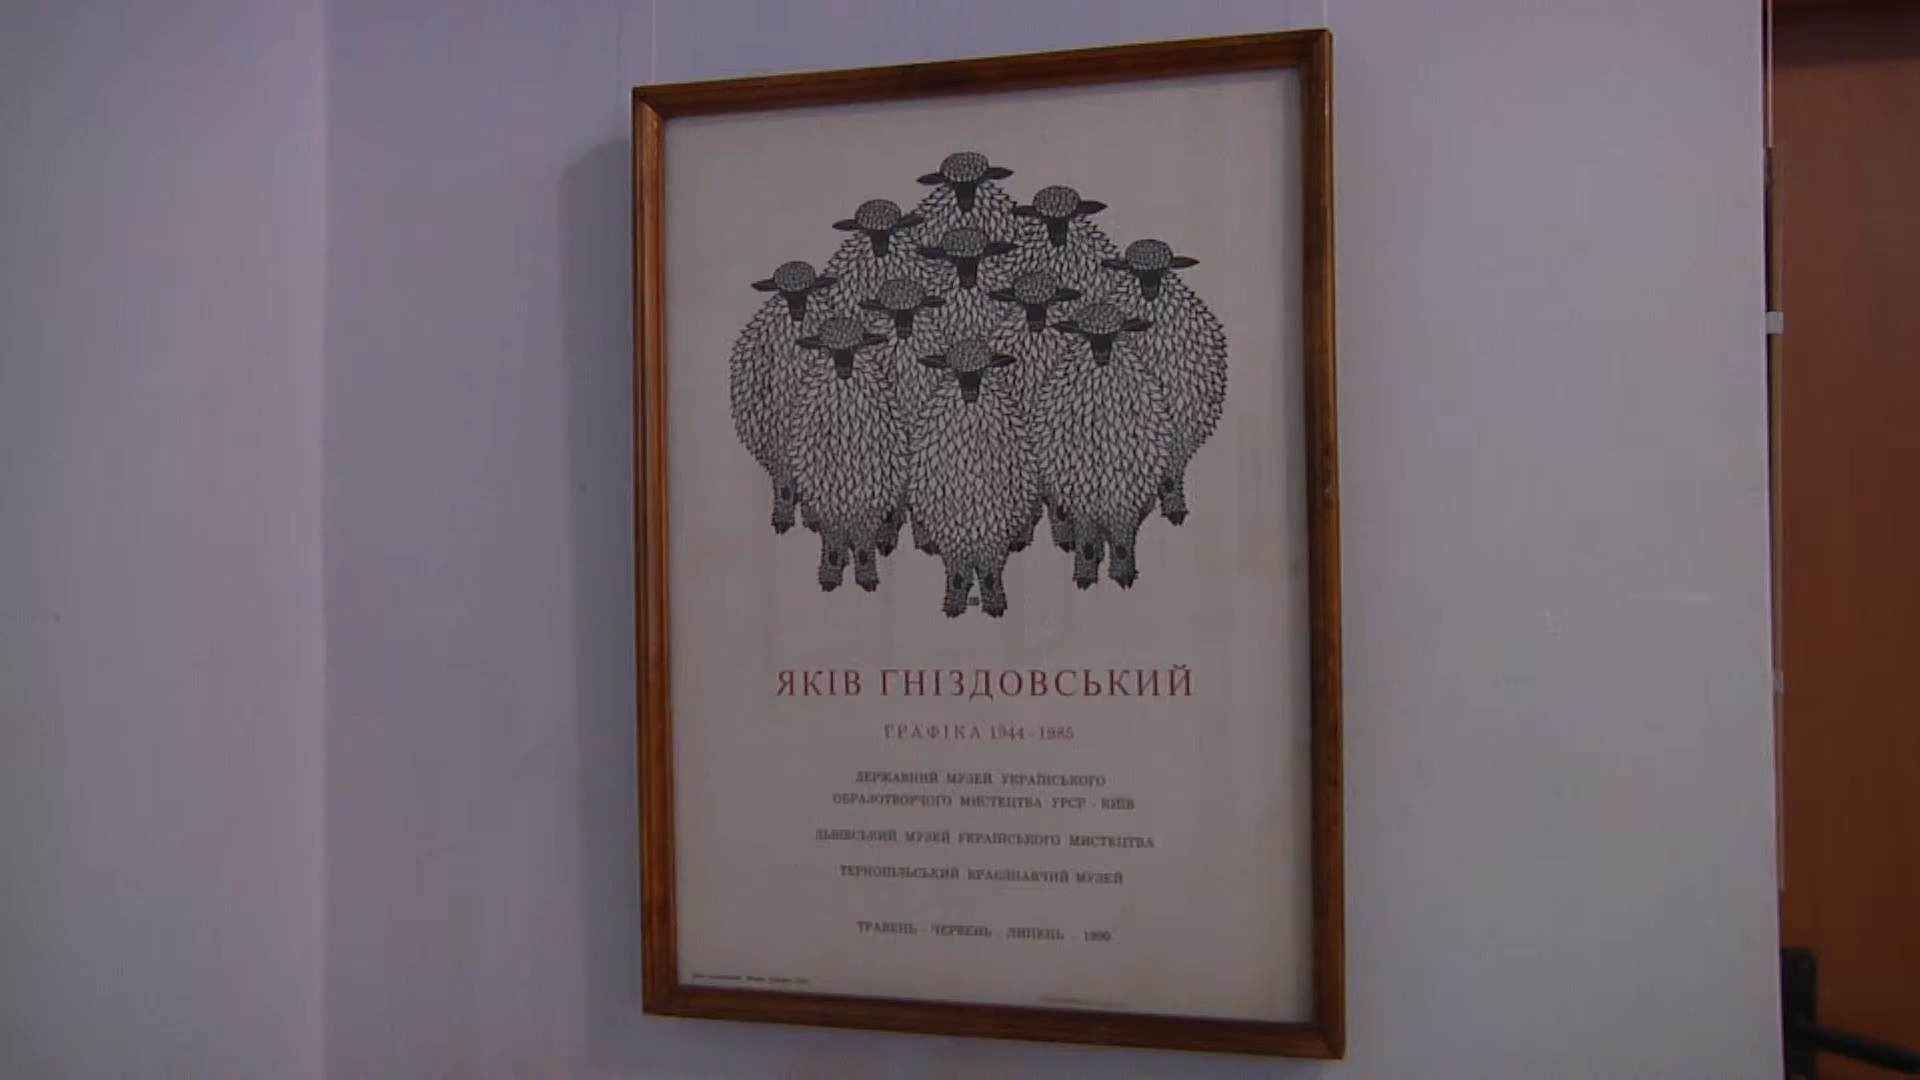 ЯКІВ ГНІЗДОВСЬКИЙ
ГРАФІКА 1944 - 1985
ДЕРЖАВНИЙ МУЗЕЙ УКРАЇНСЬКОГО
ОБРАЗОТВОРЧОГО МИСТЕЦТВА УРСР - КИЇВ
ЛЬВІВСЬКИЙ МУЗЕЙ УКРАЇНСЬКОГО МИСТЕЦТВА
ТЕРНОПІЛЬСЬКИЙ КРАЄЗНАВЧИЙ МУЗЕЙ
ТРАВЕНЬ - ЧЕРВЕНЬ - ЛИПЕНЬ - 1990